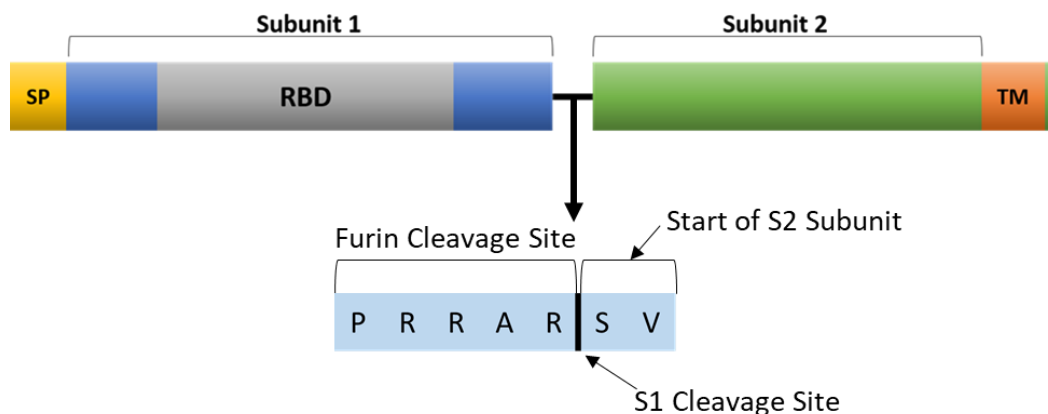 Subunit 1
Subunit 2
SP
RBD
TM
Furin Cleavage Site
Start of S2 Subunit
P R R A R S V
S1 Cleavage Site